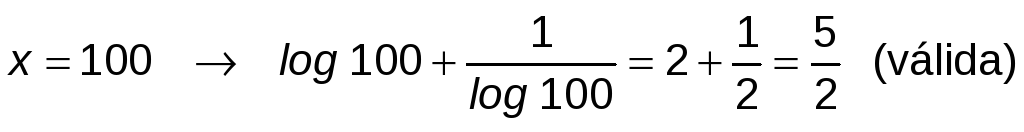 x = 100 → log 100 + 1/log 100 = 2 + 1/2 = 5/2 (válida)